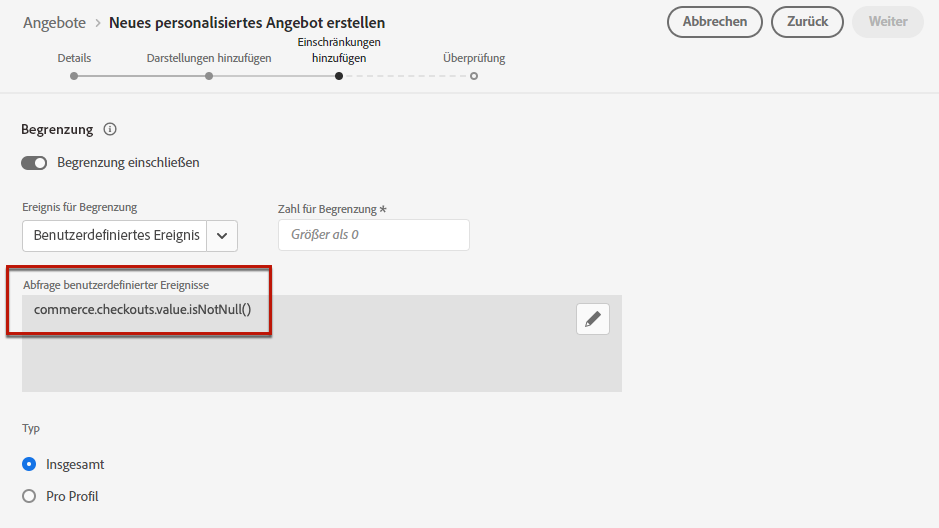 Angebote > Neues personalisiertes Angebot erstellen
Abbrechen
Zurück
Weiter
Details
Darstellungen hinzufügen
Einschränkungen
hinzufügen
Überprüfung
Begrenzung
Begrenzung einschließen
Ereignis für Begrenzung
Zahl für Begrenzung *
Benutzerdefiniertes Ereignis
Größer als 0
Abfrage benutzerdefinierter Ereignisse
commerce.checkouts.value.isNotNull()
Typ
Insgesamt
Pro Profil